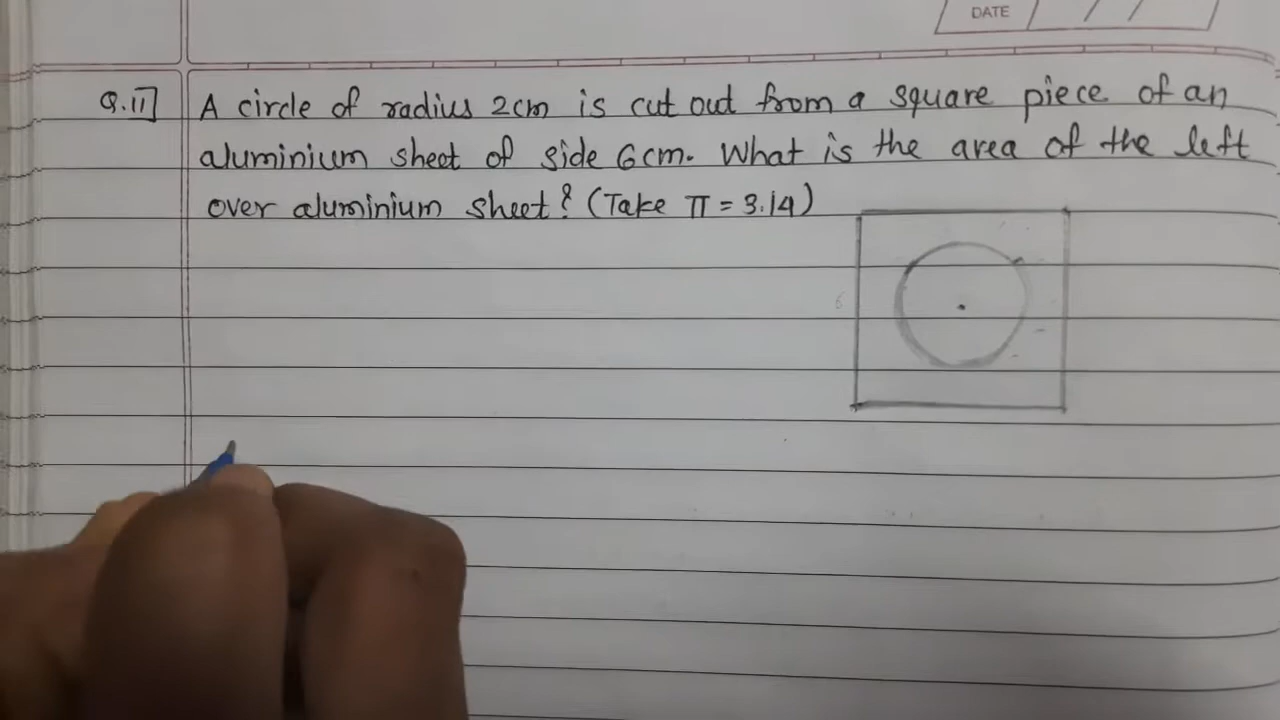 DATE / /
Q.11] A circle of radius 2cm is cut out from a square piece of an
aluminium sheet of side 6cm. What is the area of the left
over aluminium sheet? (Take π = 3.14)
6